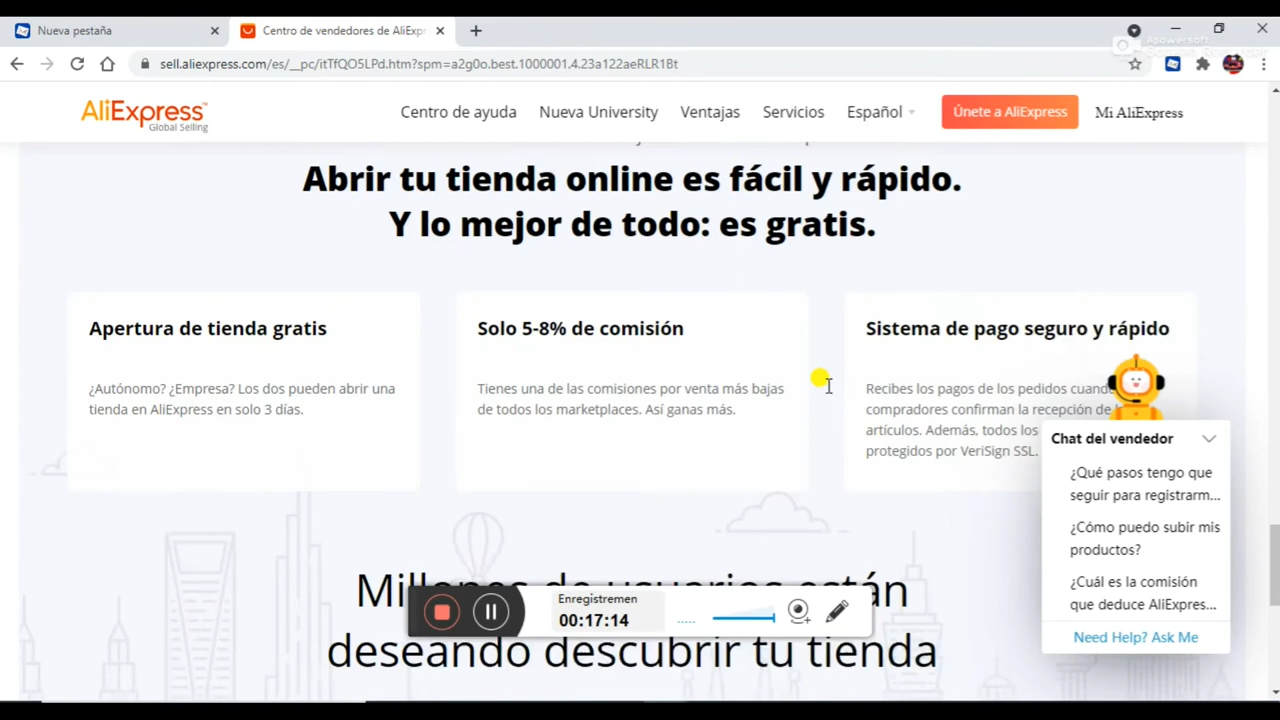 Nueva pestaña
Centro de vendedores de AliExpr
Apowersoft
sell.aliexpress.com/es/__pc/itTfQO5LPd.htm?spm=a2g0o.best.1000001.4.23a122aeRLR1Bt
AliExpress
Global Selling
Centro de ayuda
Nueva University
Ventajas
Servicios
Español
Únete a AliExpress
Mi AliExpress
Abrir tu tienda online es fácil y rápido.
Y lo mejor de todo: es gratis.
Apertura de tienda gratis
¿Autónomo? ¿Empresa? Los dos pueden abrir una
tienda en AliExpress en solo 3 días.
Solo 5-8% de comisión
Tienes una de las comisiones por venta más bajas
de todos los marketplaces. Así ganas más.
Sistema de pago seguro y rápido
Recibes los pagos de los pedidos cuand
compradores confirman la recepción de
artículos. Además, todos los
protegidos por VeriSign SSL.
Chat del vendedor
¿Qué pasos tengo que
seguir para registrarm...
¿Cómo puedo subir mis
productos?
¿Cuál es la comisión
que deduce AliExpres...
Need Help? Ask Me
Millones de usuarios están
deseando descubrir tu tienda
Enregistremen
00:17:14